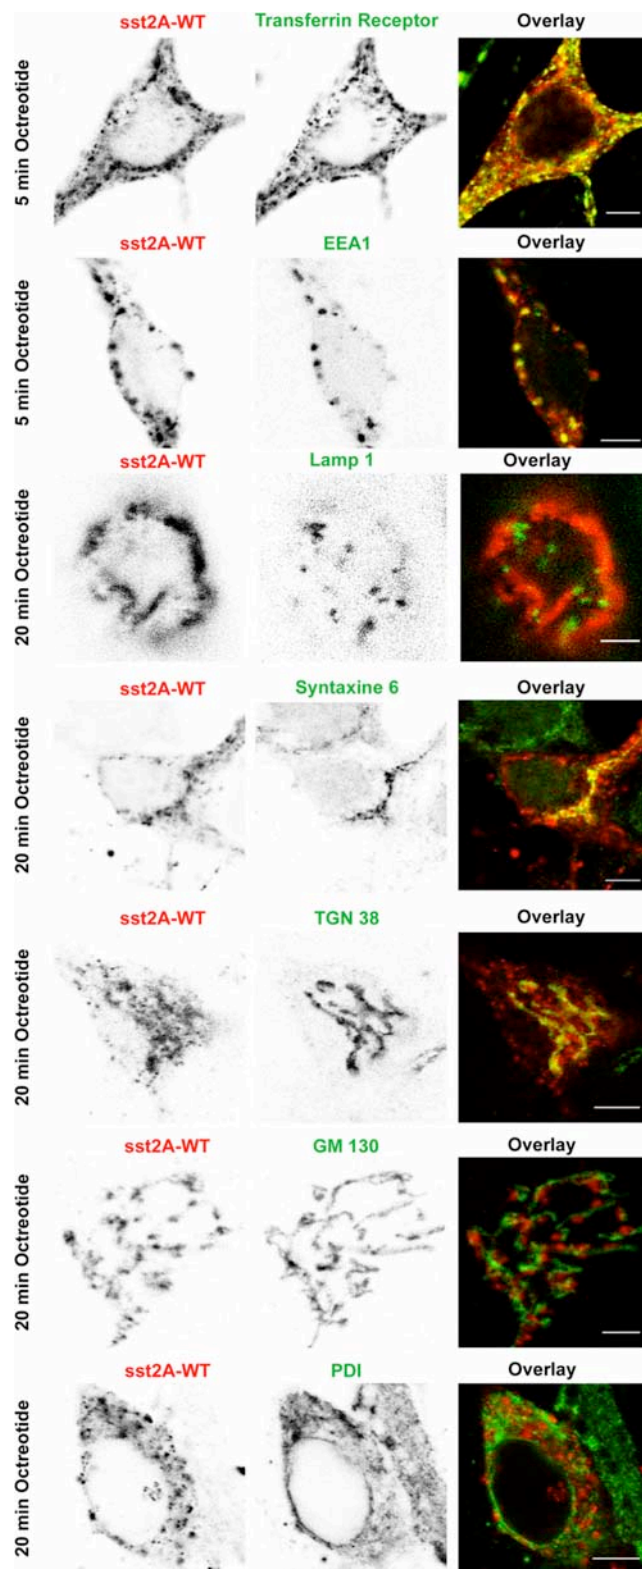 sst2A-WT Transferrin Receptor Overlay
5 min Octreotide
sst2A-WT EEA1 Overlay
5 min Octreotide
sst2A-WT Lamp 1 Overlay
20 min Octreotide
sst2A-WT Syntaxine 6 Overlay
20 min Octreotide
sst2A-WT TGN 38 Overlay
20 min Octreotide
sst2A-WT GM 130 Overlay
20 min Octreotide
sst2A-WT PDI Overlay
20 min Octreotide